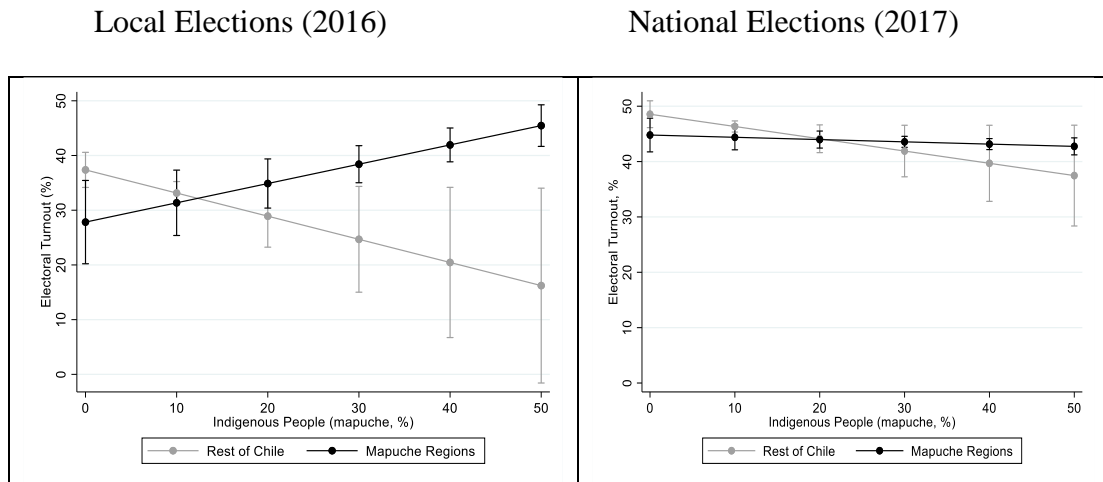 Local Elections (2016)
National Elections (2017)
Electoral Turnout (%)
50
40
30
20
10
0
0 10 20 30 40 50
Indigenous People (mapuche, %)
Rest of Chile Mapuche Regions
Electoral Turnout, %
50
40
30
20
10
0
0 10 20 30 40 50
Indigenous People (mapuche, %)
Rest of Chile Mapuche Regions